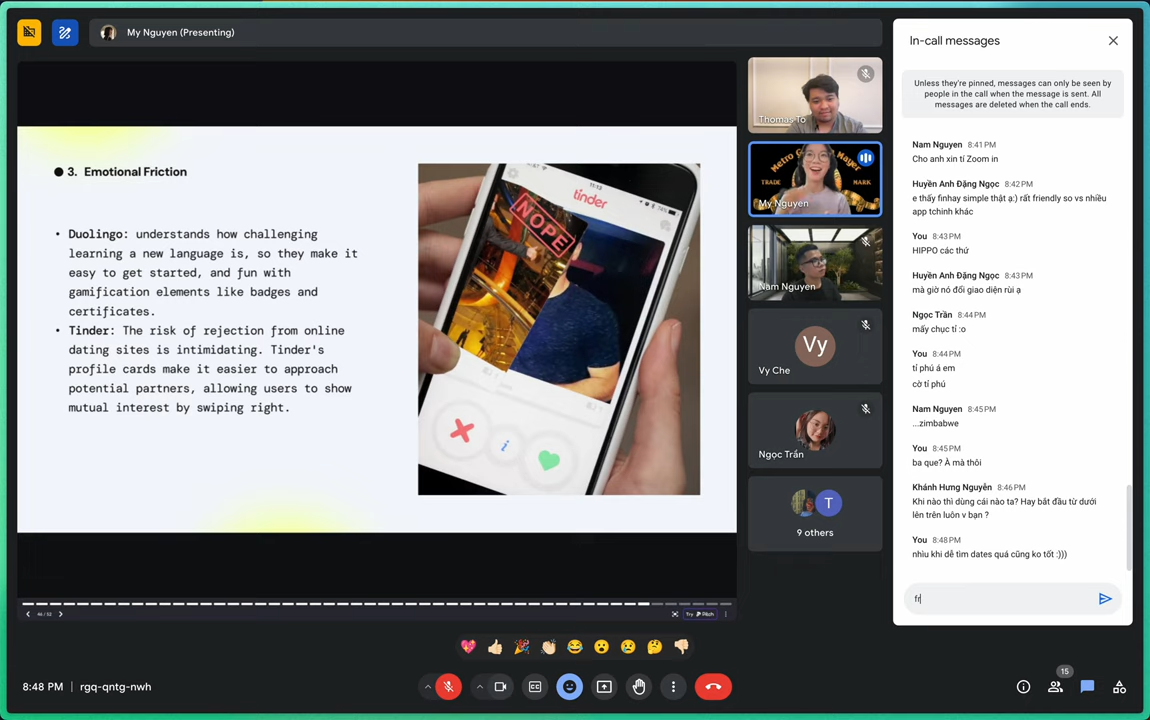 My Nguyen (Presenting)
3. Emotional Friction
• Duolingo: understands how challenging
learning a new language is, so they make it
easy to get started, and fun with
gamification elements like badges and
certificates.
• Tinder: The risk of rejection from online
dating sites is intimidating. Tinder's
profile cards make it easier to approach
potential partners, allowing users to show
mutual interest by swiping right.
11:13
tinder
NOPE
46 / 52
Try Pitch
Thomas To
Metro Goldwyn Mayer
TRADE MARK
My Nguyen
Nam Nguyen
Vy
Vy Che
Ngọc Trần
T
9 others
In-call messages
Unless they're pinned, messages can only be seen by
people in the call when the message is sent. All
messages are deleted when the call ends.
Nam Nguyen 8:41 PM
Cho anh xin tí Zoom in
Huyền Anh Đặng Ngọc 8:42 PM
e thấy finhay simple thật ạ:) rất friendly so vs nhiều
app tchinh khác
You 8:43 PM
HIPPO các thứ
Huyền Anh Đặng Ngọc 8:43 PM
mà giờ nó đổi giao diện rùi ạ
Ngọc Trần 8:44 PM
mấy chục tỉ :o
You 8:44 PM
tỉ phú á em
cờ tỉ phú
Nam Nguyen 8:45 PM
...zimbabwe
You 8:45 PM
ba que? À mà thôi
Khánh Hưng Nguyễn 8:46 PM
Khi nào thì dùng cái nào ta? Hay bắt đầu từ dưới
lên trên luôn v bạn ?
You 8:48 PM
nhìu khi dễ tìm dates quá cũng ko tốt :)))
fr
8:48 PM | rgq-qntg-nwh
15